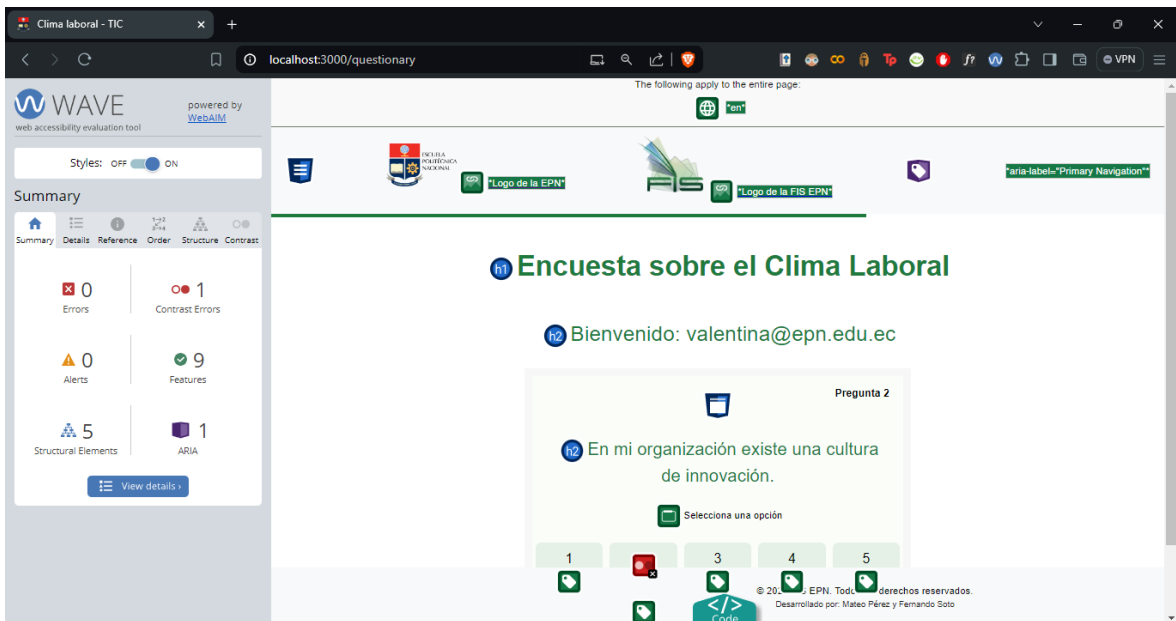 Clima laboral - TIC
localhost:3000/questionary
VPN
WAVE
web accessibility evaluation tool
powered by
WebAIM
Styles: OFF ON
Summary
Summary Details Reference Order Structure Contrast
0
Errors
1
Contrast Errors
0
Alerts
9
Features
5
Structural Elements
1
ARIA
View details ›
The following apply to the entire page:
*en*
ESCUELA
POLITÉCNICA
NACIONAL
*Logo de la EPN*
FIS
*Logo de la FIS EPN*
*aria-label="Primary Navigation"*
h1 Encuesta sobre el Clima Laboral
h2 Bienvenido: valentina@epn.edu.ec
Pregunta 2
h2 En mi organización existe una cultura
de innovación.
Selecciona una opción
1 3 4 5
EPN. derechos reservados.
Desarrollado por: Mateo Pérez y Fernando Soto
</>
Code